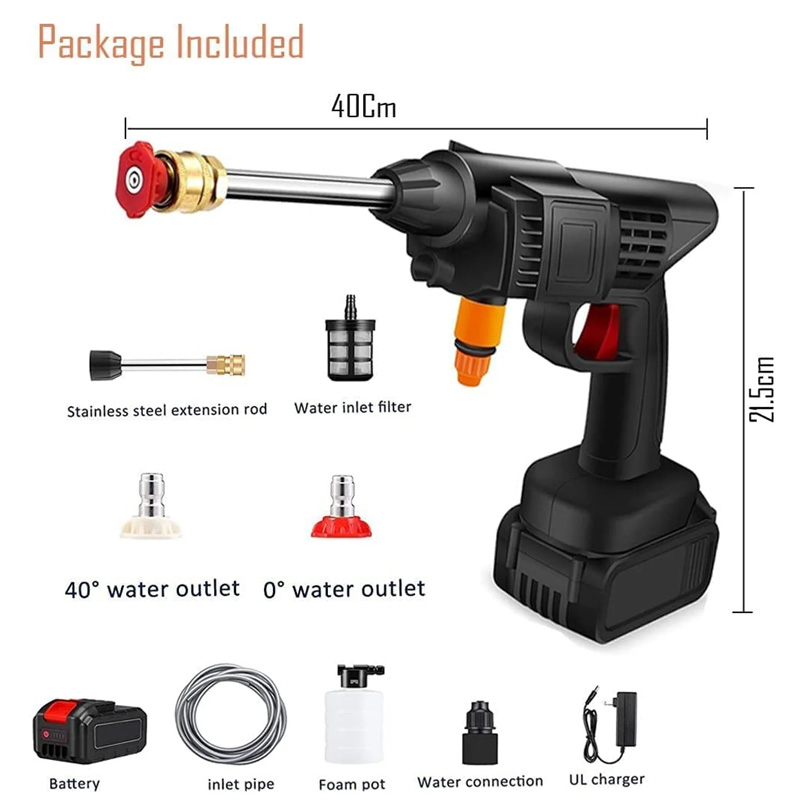 Package Included
40Cm
21.5cm
Stainless steel extension rod
Water inlet filter
40° water outlet
0° water outlet
Battery
inlet pipe
Foam pot
Water connection
UL charger